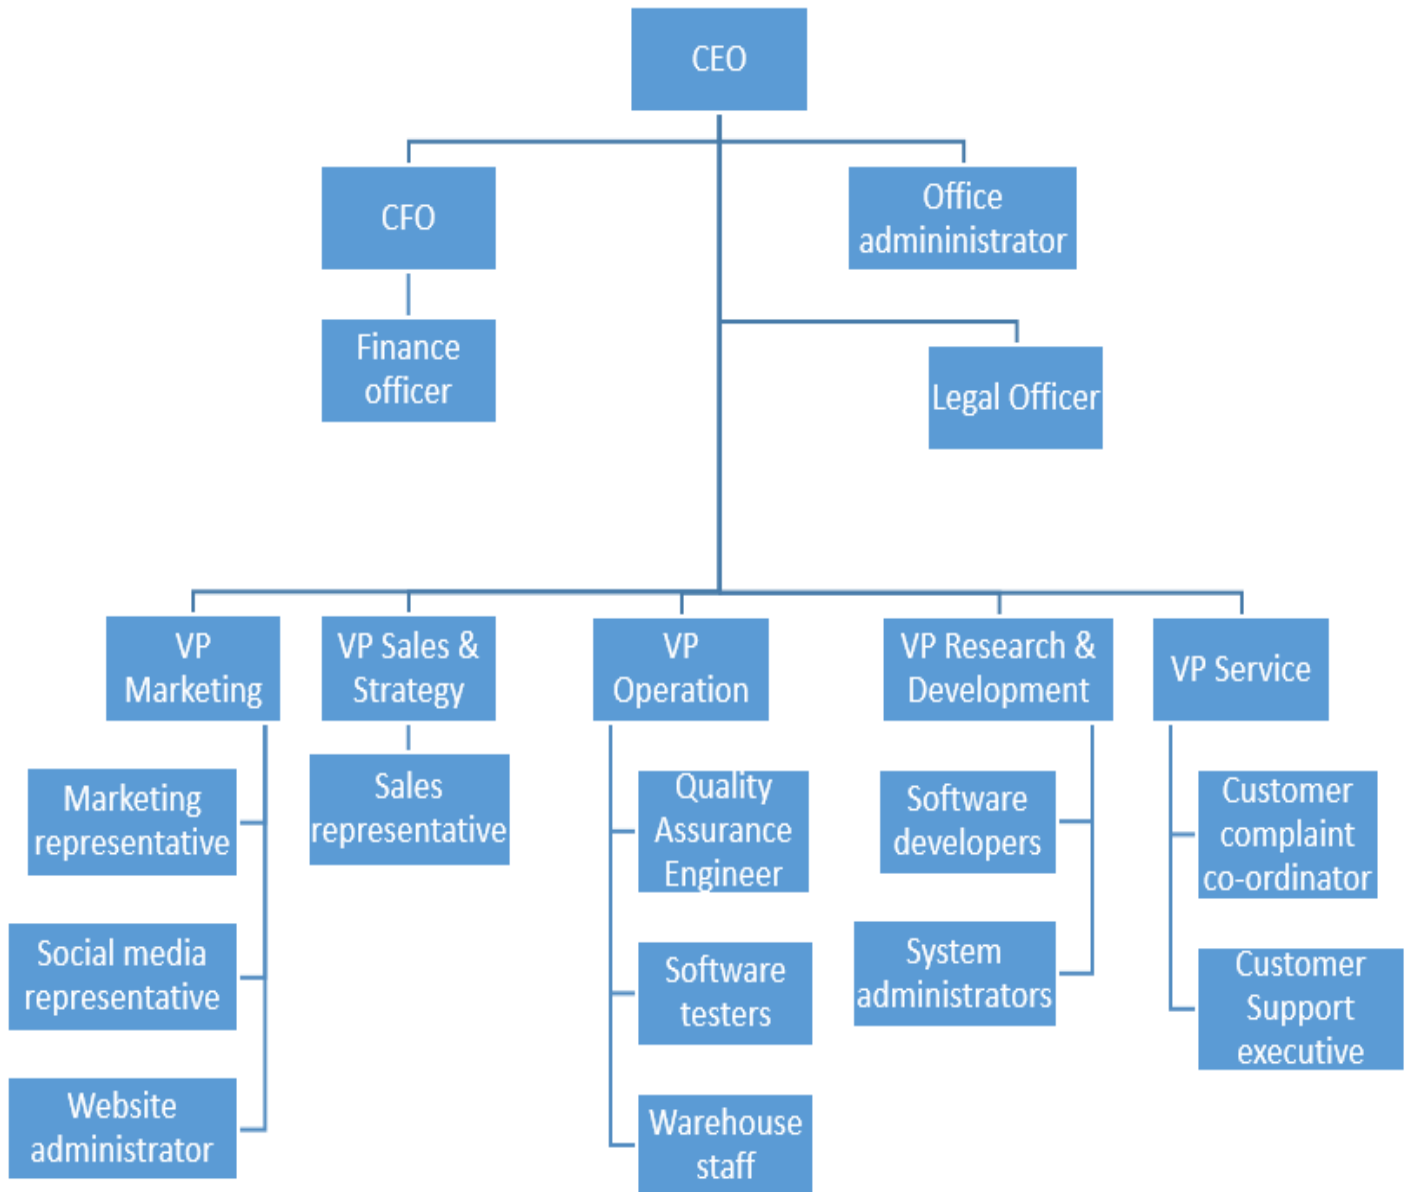 CEO
CFO
Office
admininistrator
Finance
officer
Legal Officer
VP
Marketing
VP Sales &
Strategy
VP
Operation
VP Research &
Development
VP Service
Marketing
representative
Social media
representative
Website
administrator
Sales
representative
Quality
Assurance
Engineer
Software
testers
Warehouse
staff
Software
developers
System
administrators
Customer
complaint
co-ordinator
Customer
Support
executive